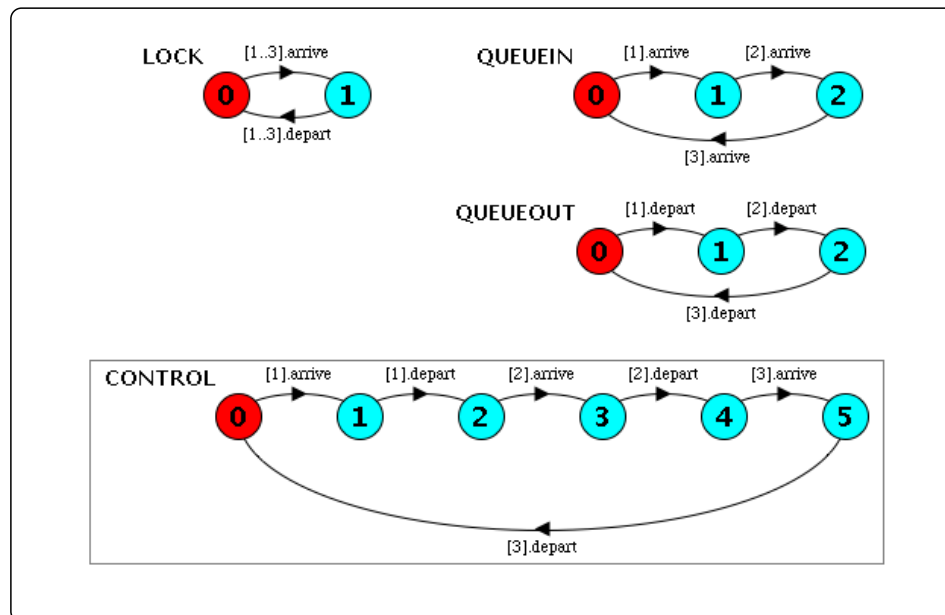 LOCK
[1..3].arrive
0 1
[1..3].depart
QUEUEIN
[1].arrive [2].arrive
0 1 2
[3].arrive
QUEUEOUT
[1].depart [2].depart
0 1 2
[3].depart
CONTROL
[1].arrive [1].depart [2].arrive [2].depart [3].arrive
0 1 2 3 4 5
[3].depart